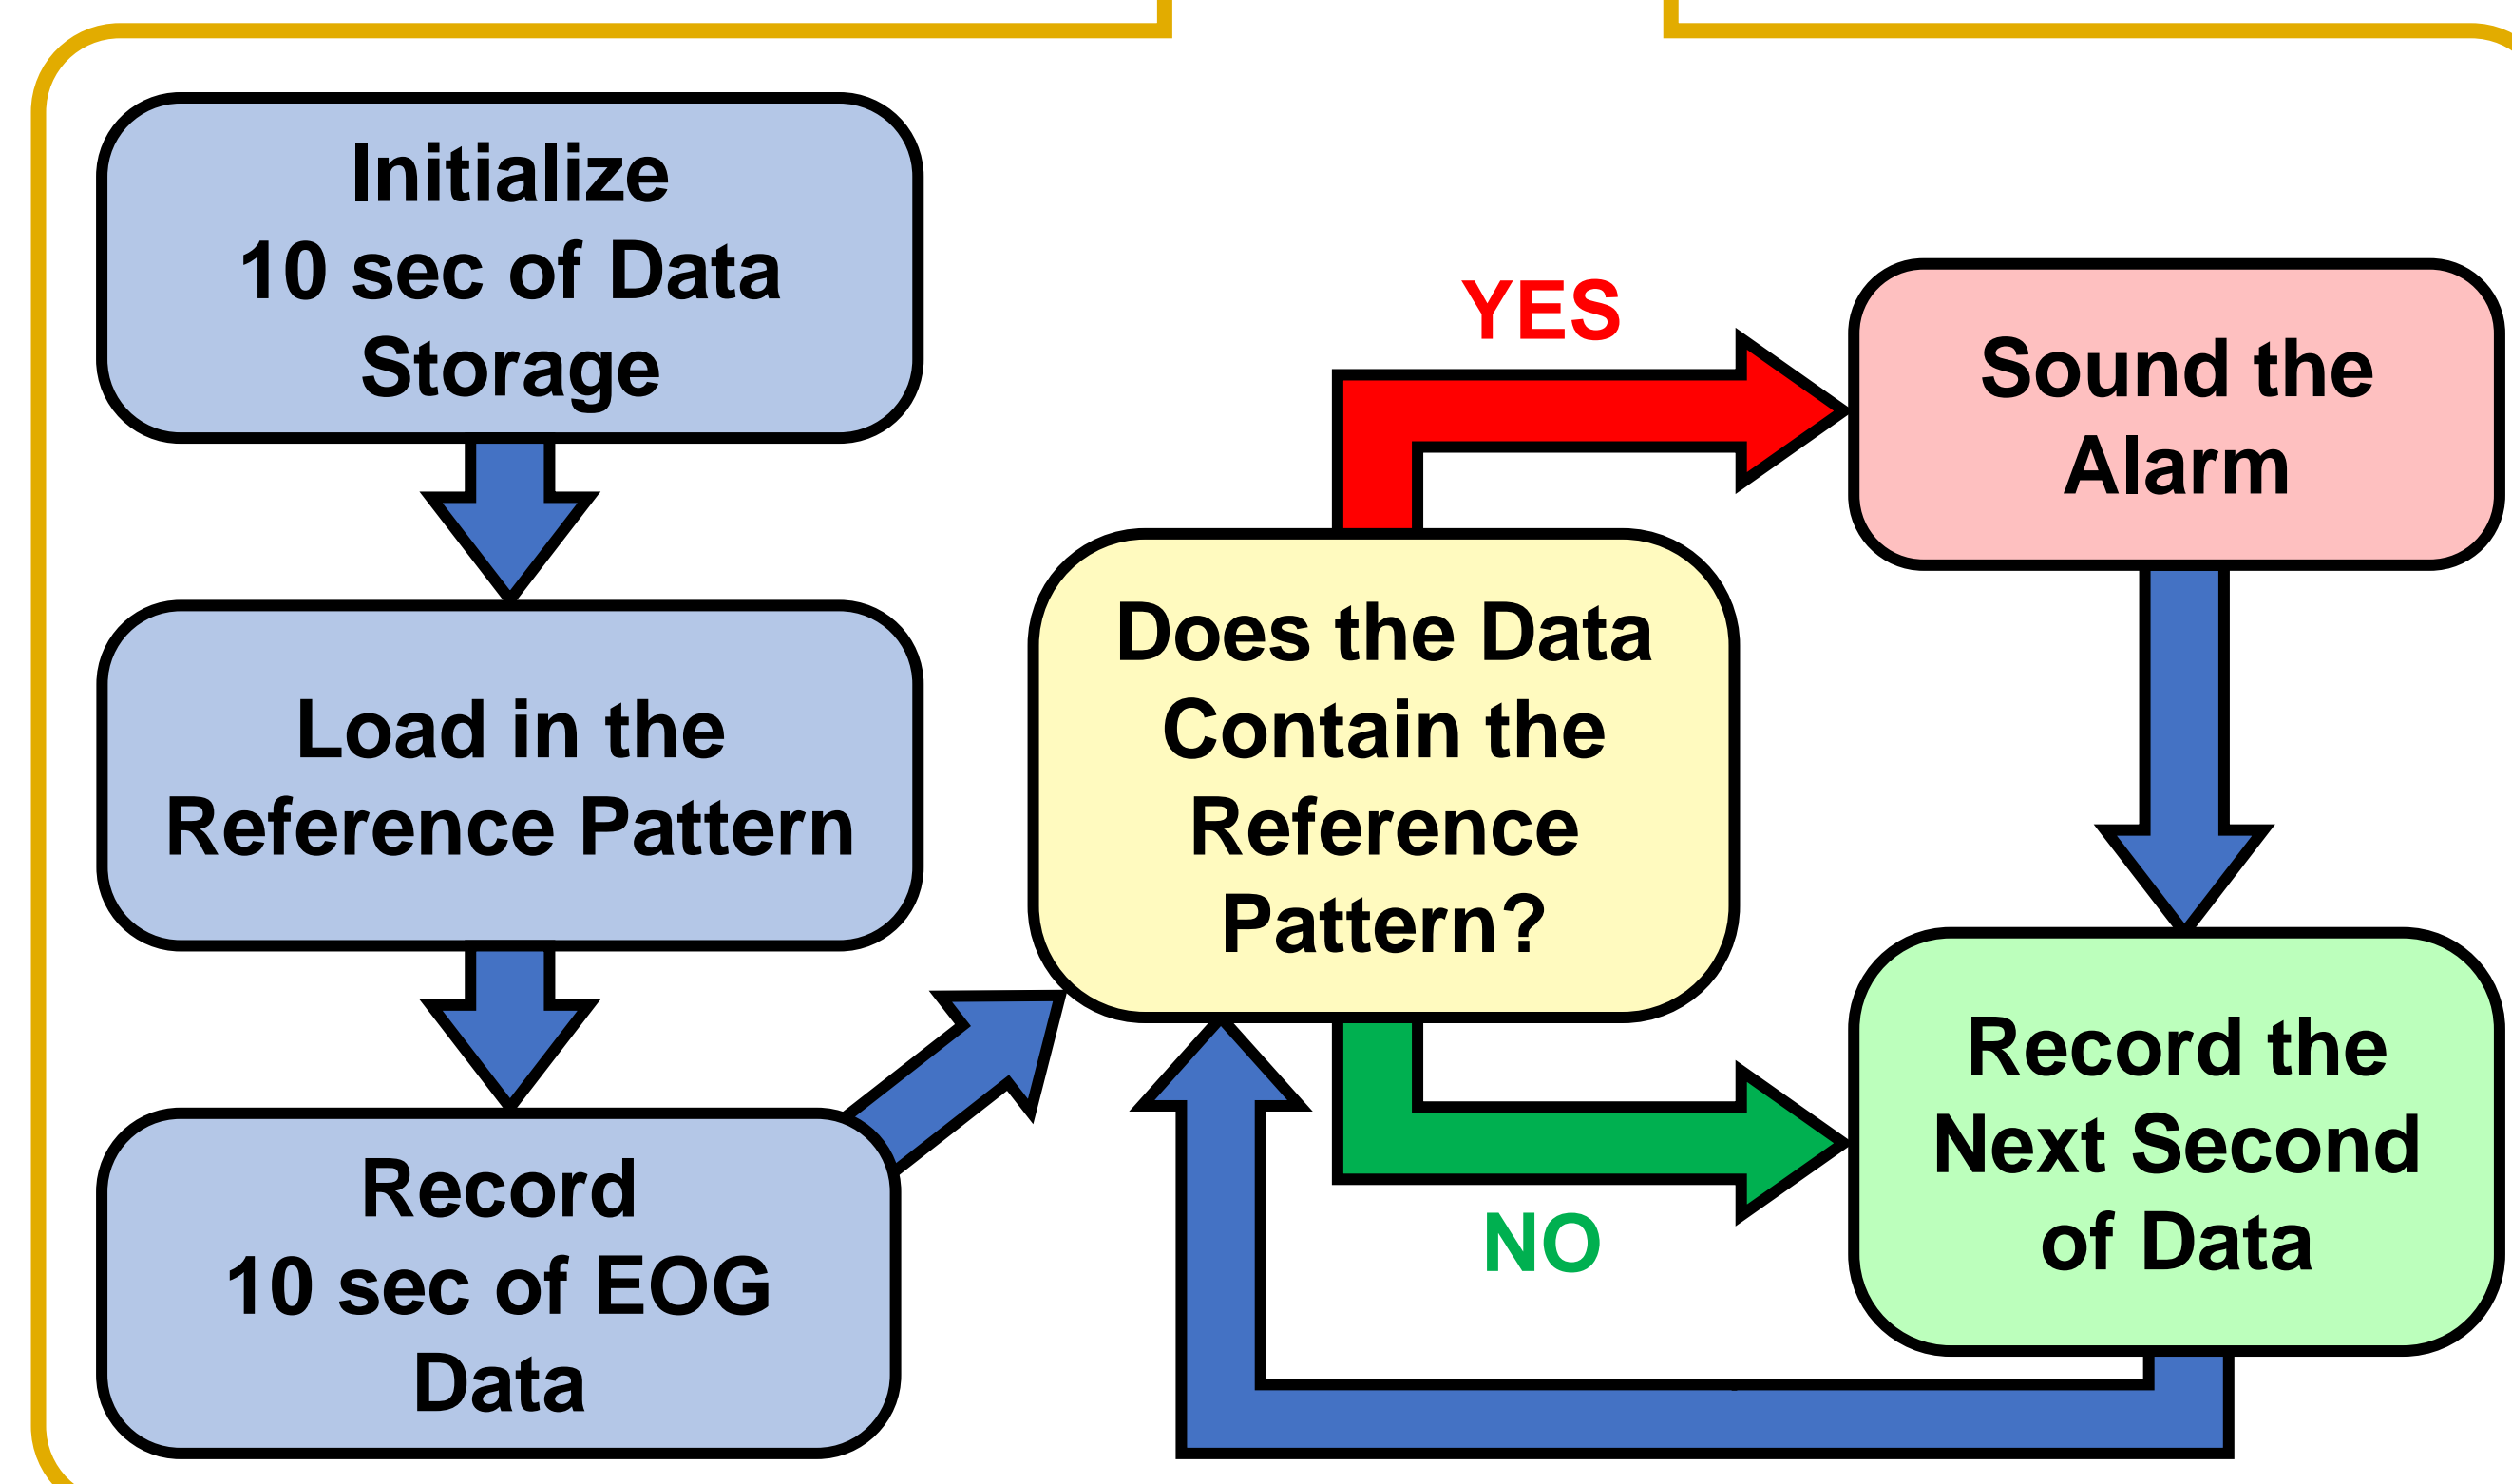 Initialize
10 sec of Data
Storage
Load in the
Reference Pattern
Record
10 sec of EOG
Data
Does the Data
Contain the
Reference
Pattern?
YES
Sound the
Alarm
NO
Record the
Next Second
of Data